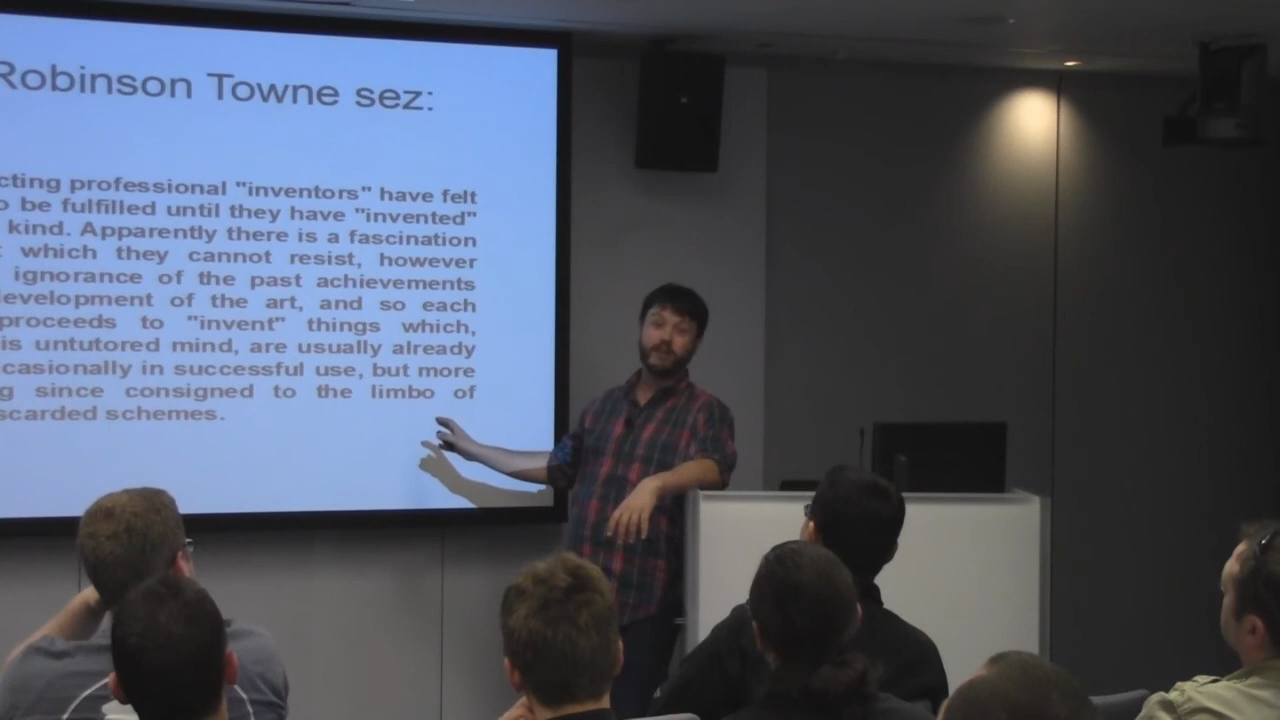 Robinson Towne sez:
cting professional "inventors" have felt
o be fulfilled until they have "invented"
kind. Apparently there is a fascination
which they cannot resist, however
ignorance of the past achievements
development of the art, and so each
proceeds to "invent" things which,
is untutored mind, are usually already
casionally in successful use, but more
g since consigned to the limbo of
scarded schemes.